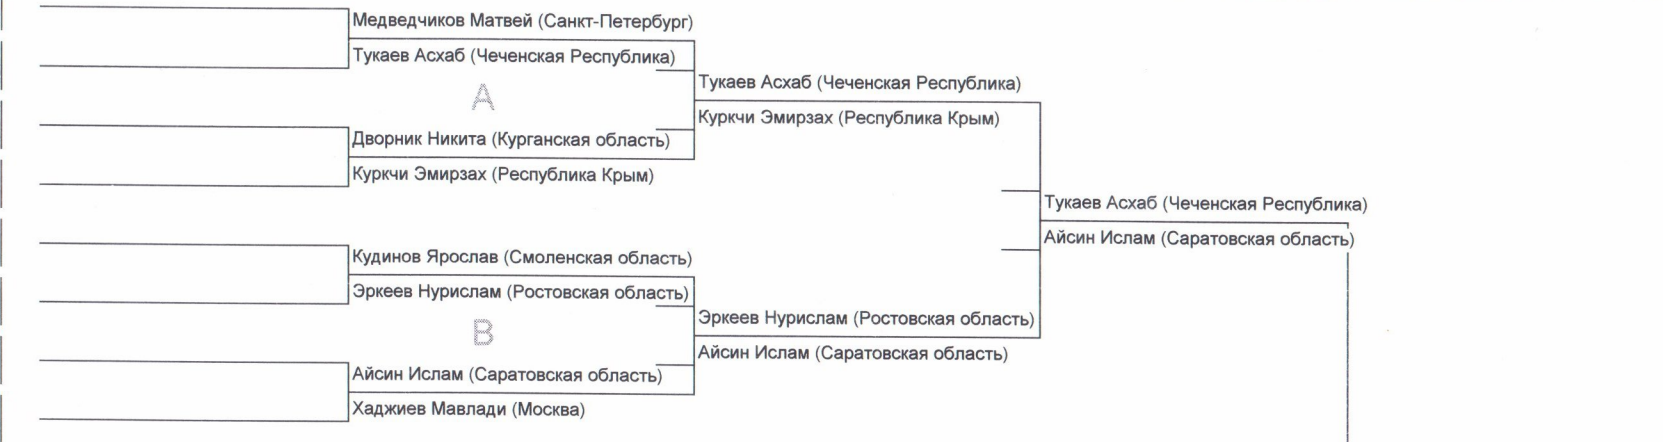 Медведчиков Матвей (Санкт-Петербург)
Тукаев Асхаб (Чеченская Республика)
A
Дворник Никита (Курганская область)
Куркчи Эмирзах (Республика Крым)
Кудинов Ярослав (Смоленская область)
Эркеев Нурислам (Ростовская область)
B
Айсин Ислам (Саратовская область)
Хаджиев Мавлади (Москва)
Тукаев Асхаб (Чеченская Республика)
Куркчи Эмирзах (Республика Крым)
Эркеев Нурислам (Ростовская область)
Айсин Ислам (Саратовская область)
Тукаев Асхаб (Чеченская Республика)
Айсин Ислам (Саратовская область)